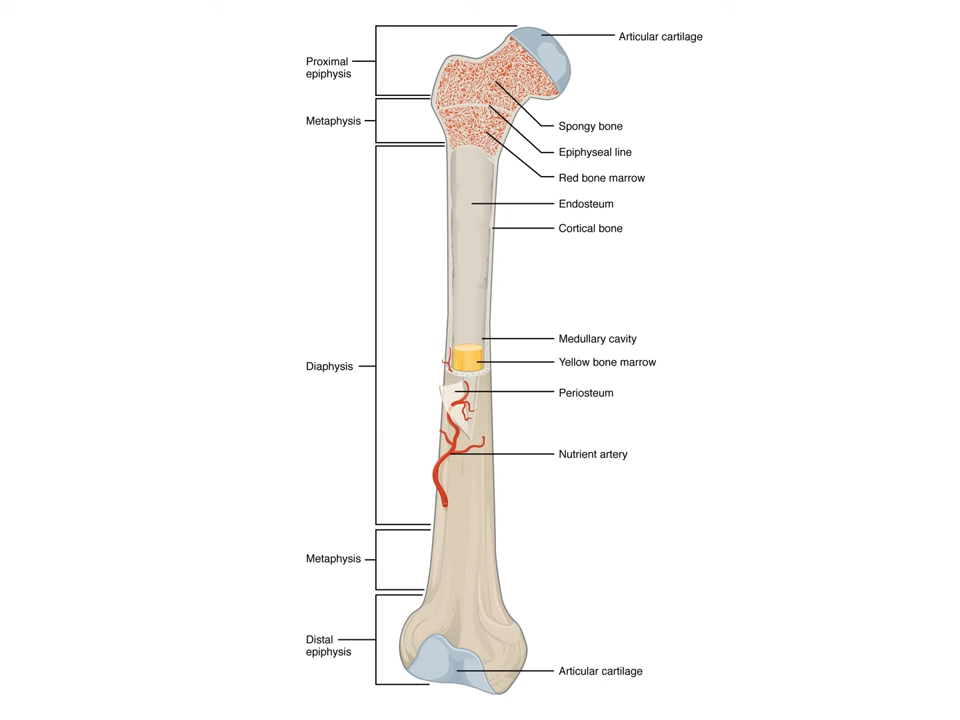 Articular cartilage
Proximal
epiphysis
Metaphysis
Spongy bone
Epiphyseal line
Red bone marrow
Endosteum
Cortical bone
Medullary cavity
Diaphysis
Yellow bone marrow
Periosteum
Nutrient artery
Metaphysis
Distal
epiphysis
Articular cartilage